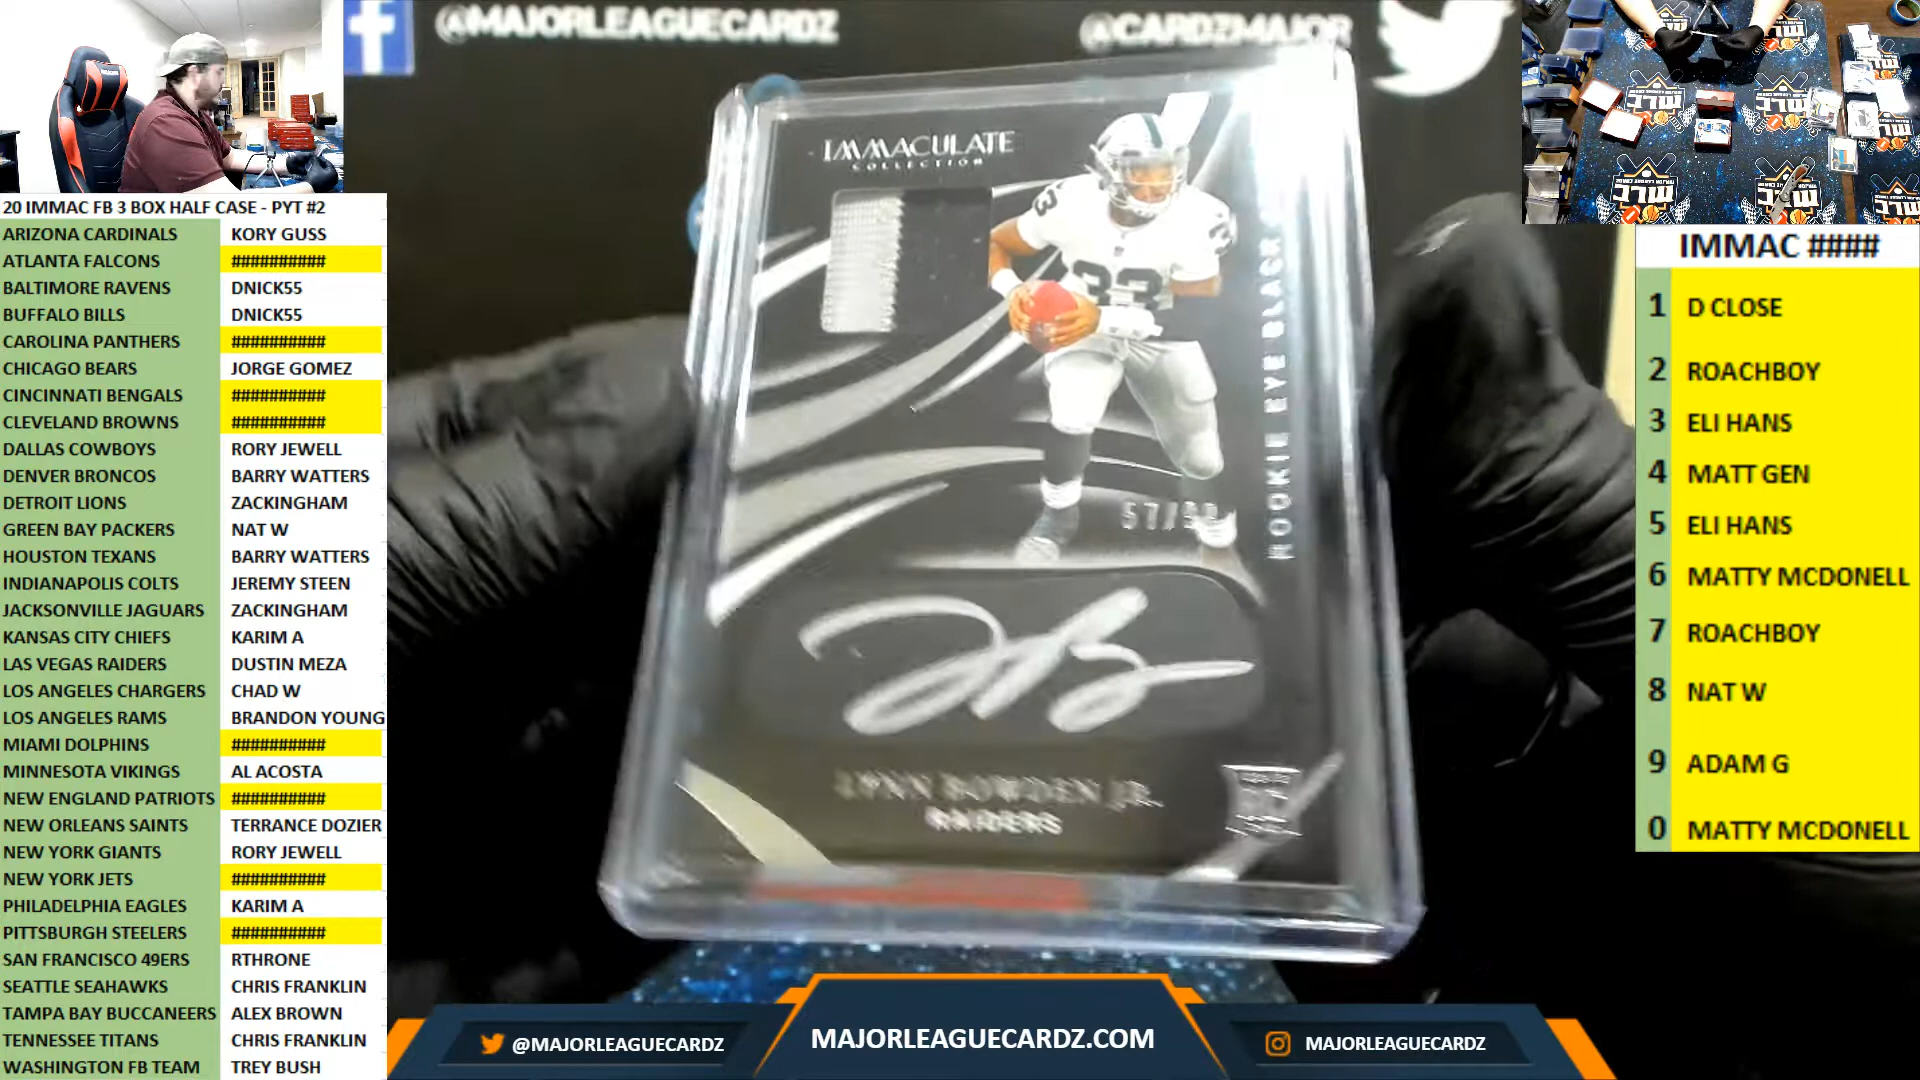 @MAJORLEAGUECARDZ
@CARDZMAJOR
20 IMMAC FB 3 BOX HALF CASE - PYT #2
ARIZONA CARDINALS KORY GUSS
ATLANTA FALCONS ##########
BALTIMORE RAVENS DNICK55
BUFFALO BILLS DNICK55
CAROLINA PANTHERS ##########
CHICAGO BEARS JORGE GOMEZ
CINCINNATI BENGALS ##########
CLEVELAND BROWNS ##########
DALLAS COWBOYS RORY JEWELL
DENVER BRONCOS BARRY WATTERS
DETROIT LIONS ZACKINGHAM
GREEN BAY PACKERS NAT W
HOUSTON TEXANS BARRY WATTERS
INDIANAPOLIS COLTS JEREMY STEEN
JACKSONVILLE JAGUARS ZACKINGHAM
KANSAS CITY CHIEFS KARIM A
LAS VEGAS RAIDERS DUSTIN MEZA
LOS ANGELES CHARGERS CHAD W
LOS ANGELES RAMS BRANDON YOUNG
MIAMI DOLPHINS ##########
MINNESOTA VIKINGS AL ACOSTA
NEW ENGLAND PATRIOTS ##########
NEW ORLEANS SAINTS TERRANCE DOZIER
NEW YORK GIANTS RORY JEWELL
NEW YORK JETS ##########
PHILADELPHIA EAGLES KARIM A
PITTSBURGH STEELERS ##########
SAN FRANCISCO 49ERS RTHRONE
SEATTLE SEAHAWKS CHRIS FRANKLIN
TAMPA BAY BUCCANEERS ALEX BROWN
TENNESSEE TITANS CHRIS FRANKLIN
WASHINGTON FB TEAM TREY BUSH
IMMACULATE
COLLECTION
33
ROOKIE EYE BLACK
LYNN BOWDEN JR.
RAIDERS
IMMAC ####
1 D CLOSE
2 ROACHBOY
3 ELI HANS
4 MATT GEN
5 ELI HANS
6 MATTY MCDONELL
7 ROACHBOY
8 NAT W
9 ADAM G
0 MATTY MCDONELL
@MAJORLEAGUECARDZ
MAJORLEAGUECARDZ.COM
MAJORLEAGUECARDZ